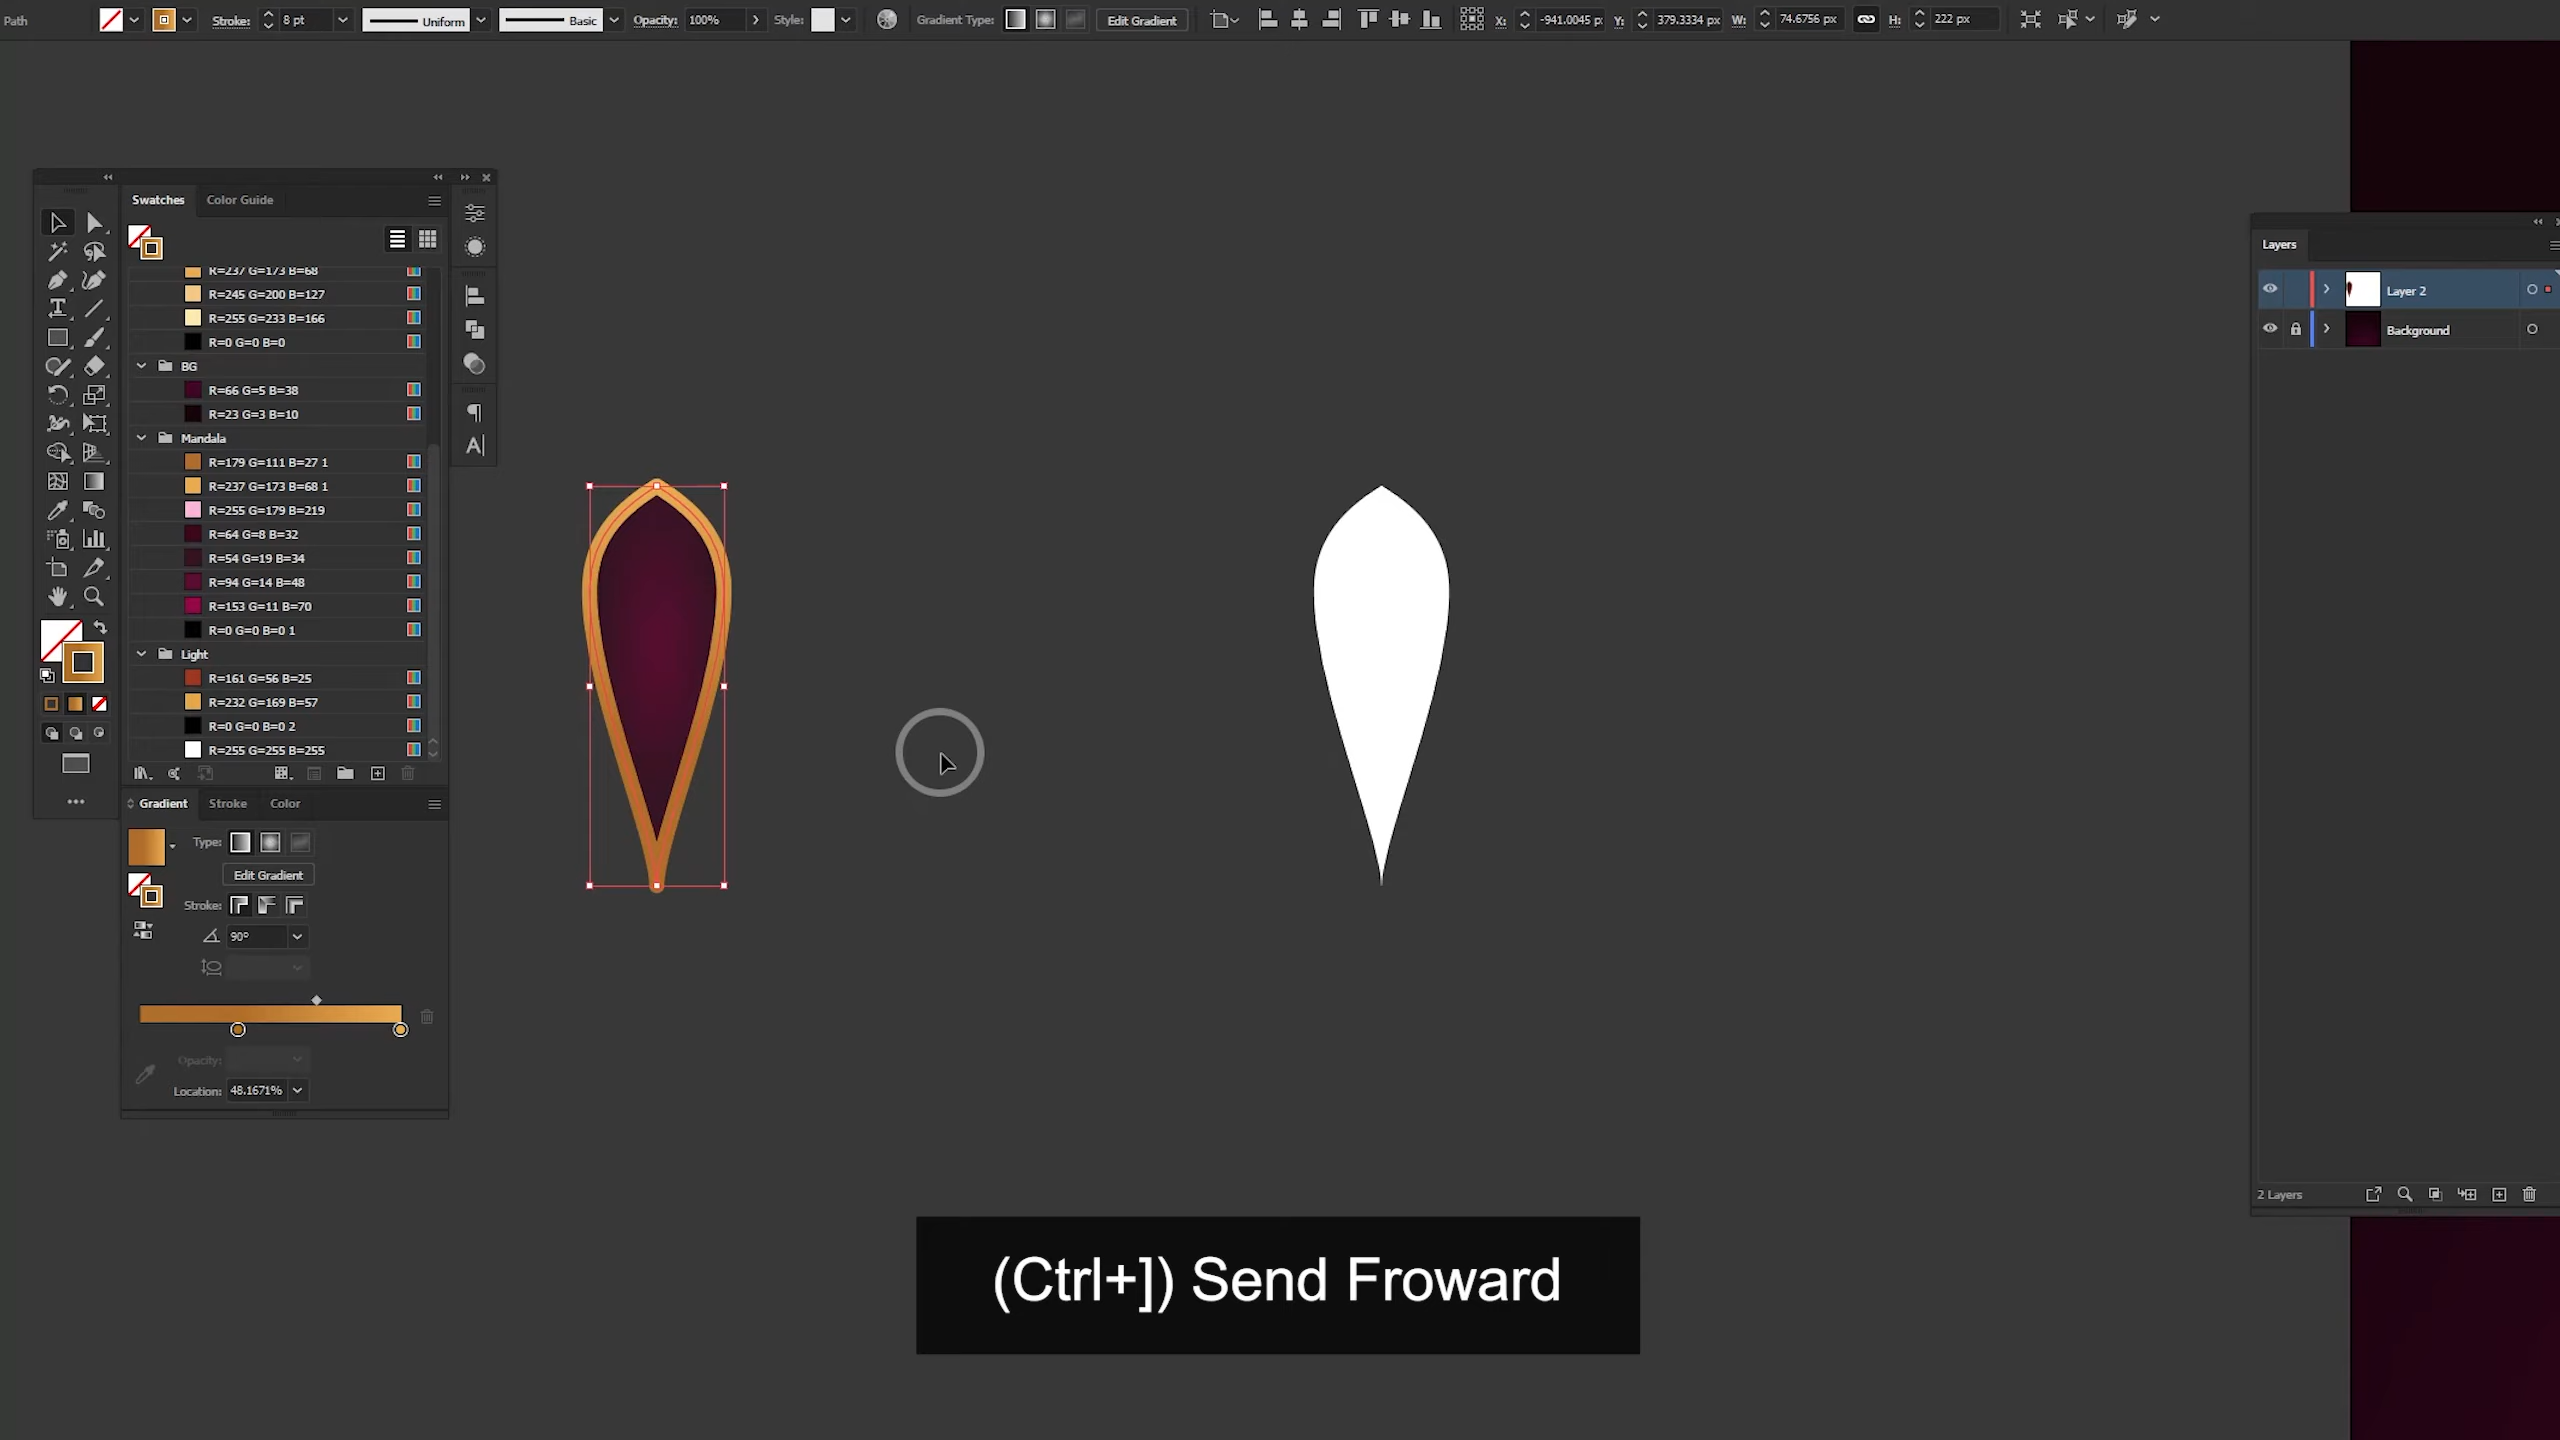 Path Stroke: 8 pt Uniform Basic Opacity: 100% Style: Gradient Type: Edit Gradient X: -941.0045 p Y: 379.3334 px W: 74.6756 px H: 222 px
Swatches Color Guide
R=237 G=173 B=68
R=245 G=200 B=127
R=255 G=233 B=166
R=0 G=0 B=0
BG
R=66 G=5 B=38
R=23 G=3 B=10
Mandala
R=179 G=111 B=27 1
R=237 G=173 B=68 1
R=255 G=179 B=219
R=64 G=8 B=32
R=54 G=19 B=34
R=94 G=14 B=48
R=153 G=11 B=70
R=0 G=0 B=0 1
Light
R=161 G=56 B=25
R=232 G=169 B=57
R=0 G=0 B=0 2
R=255 G=255 B=255
Gradient Stroke Color
Type:
Edit Gradient
Stroke:
90°
Opacity:
Location: 48.1671%
Layers
Layer 2
Background
2 Layers
(Ctrl+]) Send Froward